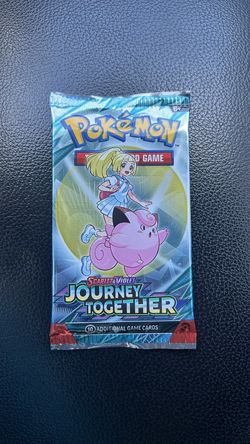 POKéMON
CARD GAME
SCARLET & VIOLET
JOURNEY
TOGETHER
10 ADDITIONAL GAME CARDS